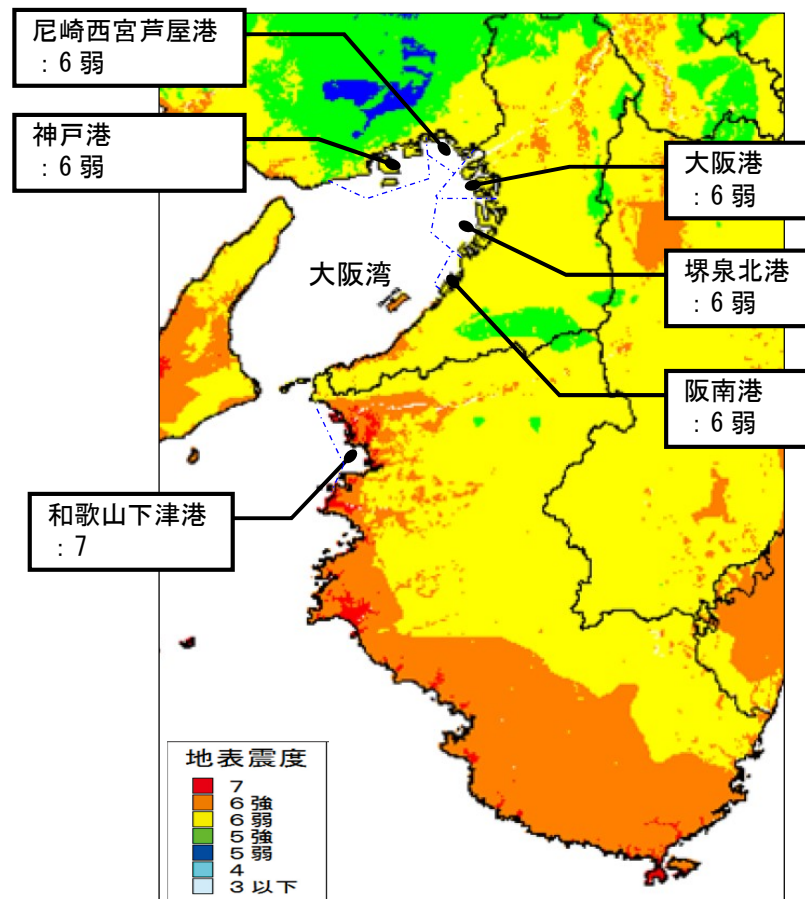 尼崎西宮芦屋港
：6弱
神戸港
：6弱
大阪港
：6弱
堺泉北港
：6弱
大阪湾
阪南港
：6弱
和歌山下津港
：7
地表震度
7
6強
6弱
5強
5弱
4
3以下